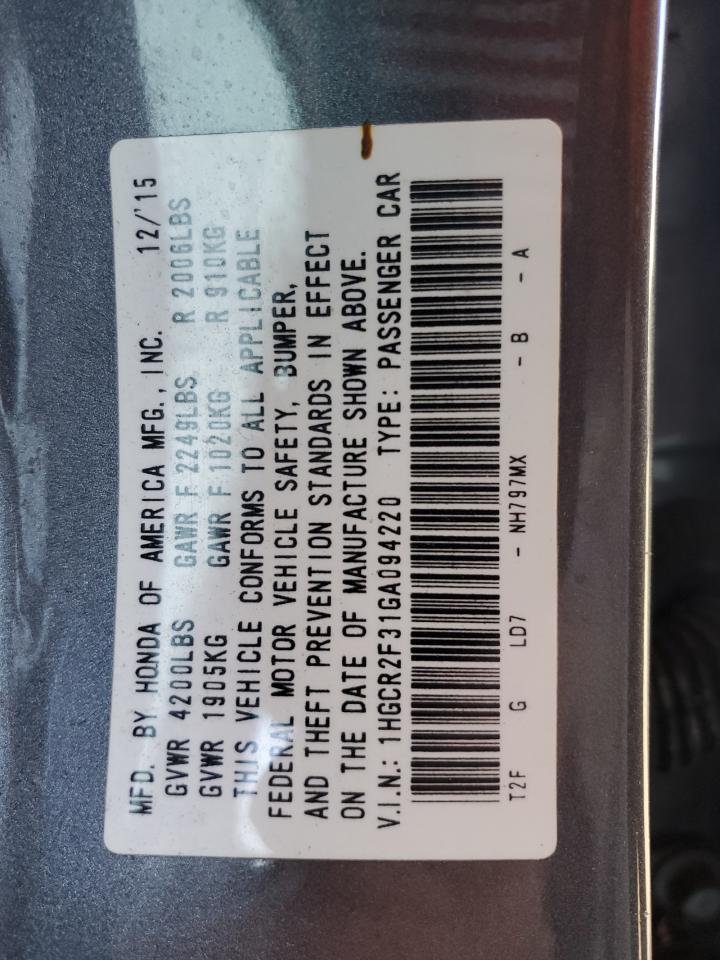 MFD. BY HONDA OF AMERICA MFG., INC. 12/'15
GVWR 4200LBS GAWR F 2249LBS R 2006LBS
GVWR 1905KG GAWR F 1020KG R 910KG
THIS VEHICLE CONFORMS TO ALL APPLICABLE
FEDERAL MOTOR VEHICLE SAFETY, BUMPER,
AND THEFT PREVENTION STANDARDS IN EFFECT
ON THE DATE OF MANUFACTURE SHOWN ABOVE.
V.I.N.: 1HGCR2F31GA094220 TYPE: PASSENGER CAR
T2F G LD7 - NH797MX - B - A